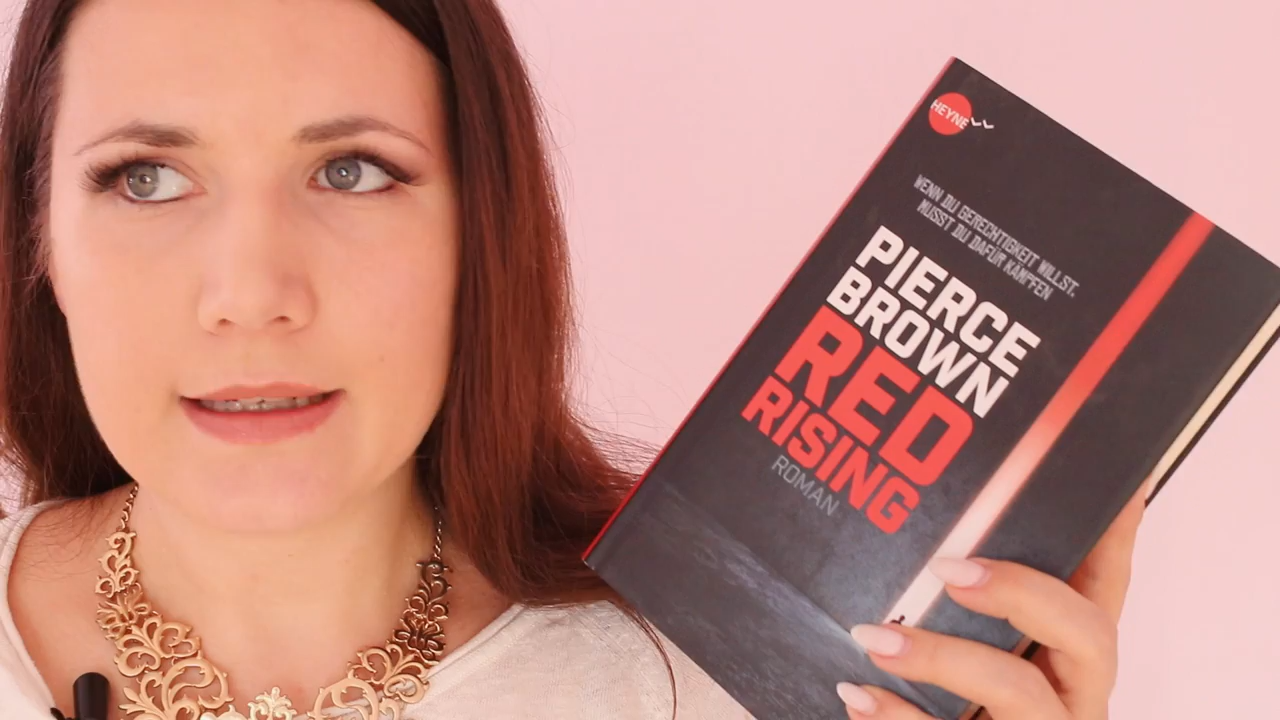 HEYNE
WENN DU GERECHTIGKEIT WILLST,
MUSST DU DAFÜR KÄMPFEN
PIERCE
BROWN
RED
RISING
ROMAN